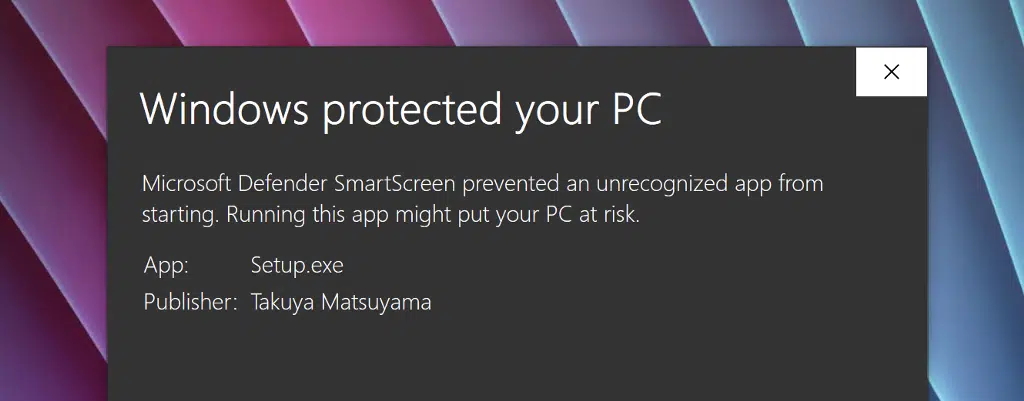 Windows protected your PC
Microsoft Defender SmartScreen prevented an unrecognized app from
starting. Running this app might put your PC at risk.
App: Setup.exe
Publisher: Takuya Matsuyama